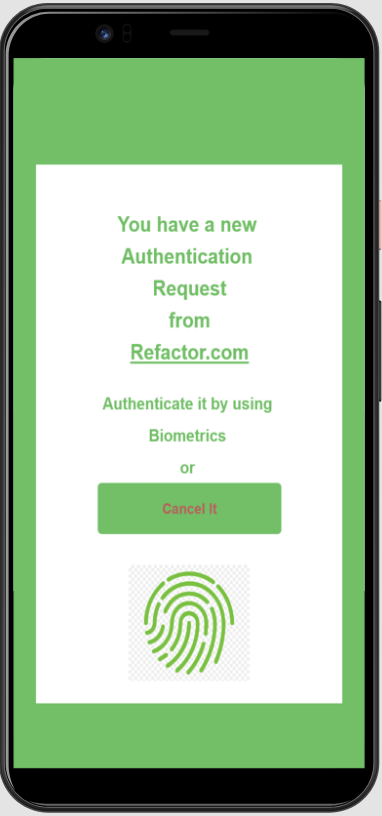 You have a new
Authentication
Request
from
Refactor.com
Authenticate it by using
Biometrics
or
Cancel It